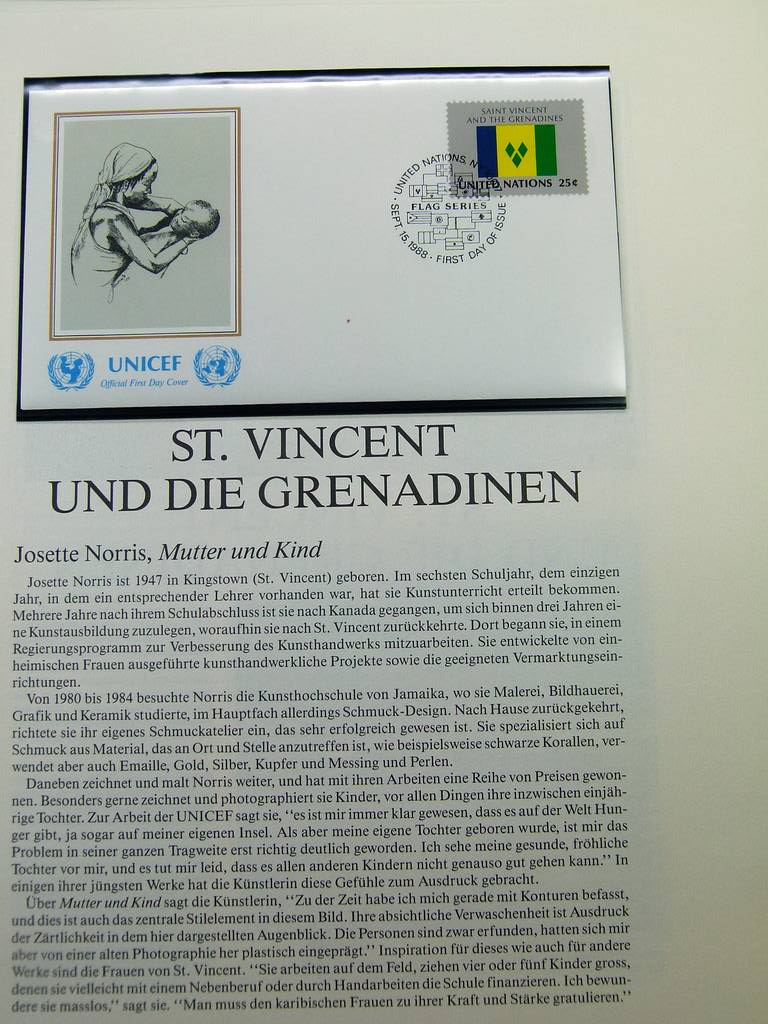 SAINT VINCENT
AND THE GRENADINES
UNITED NATIONS 25¢
UNITED NATIONS, N.Y.
FLAG SERIES
SEPT. 15, 1988 · FIRST DAY OF ISSUE
UNICEF
Official First Day Cover
ST. VINCENT
UND DIE GRENADINEN
Josette Norris, Mutter und Kind
Josette Norris ist 1947 in Kingstown (St. Vincent) geboren. Im sechsten Schuljahr, dem einzigen
Jahr, in dem ein entsprechender Lehrer vorhanden war, hat sie Kunstunterricht erteilt bekommen.
Mehrere Jahre nach ihrem Schulabschluss ist sie nach Kanada gegangen, um sich binnen drei Jahren ei-
ne Kunstausbildung zuzulegen, woraufhin sie nach St. Vincent zurückkehrte. Dort begann sie, in einem
Regierungsprogramm zur Verbesserung des Kunsthandwerks mitzuarbeiten. Sie entwickelte von ein-
heimischen Frauen ausgeführte kunsthandwerkliche Projekte sowie die geeigneten Vermarktungsein-
richtungen.
Von 1980 bis 1984 besuchte Norris die Kunsthochschule von Jamaika, wo sie Malerei, Bildhauerei,
Grafik und Keramik studierte, im Hauptfach allerdings Schmuck-Design. Nach Hause zurückgekehrt,
richtete sie ihr eigenes Schmuckatelier ein, das sehr erfolgreich gewesen ist. Sie spezialisiert sich auf
Schmuck aus Material, das an Ort und Stelle anzutreffen ist, wie beispielsweise schwarze Korallen, ver-
wendet aber auch Emaille, Gold, Silber, Kupfer und Messing und Perlen.
Daneben zeichnet und malt Norris weiter, und hat mit ihren Arbeiten eine Reihe von Preisen gewon-
nen. Besonders gerne zeichnet und photographiert sie Kinder, vor allen Dingen ihre inzwischen einjäh-
rige Tochter. Zur Arbeit der UNICEF sagt sie, "es ist mir immer klar gewesen, dass es auf der Welt Hun-
ger gibt, ja sogar auf meiner eigenen Insel. Als aber meine eigene Tochter geboren wurde, ist mir das
Problem in seiner ganzen Tragweite erst richtig deutlich geworden. Ich sehe meine gesunde, fröhliche
Tochter vor mir, und es tut mir leid, dass es allen anderen Kindern nicht genauso gut gehen kann." In
einigen ihrer jüngsten Werke hat die Künstlerin diese Gefühle zum Ausdruck gebracht.
Über Mutter und Kind sagt die Künstlerin, "Zu der Zeit habe ich mich gerade mit Konturen befasst,
und dies ist auch das zentrale Stilelement in diesem Bild. Ihre absichtliche Verwaschenheit ist Ausdruck
der Zärtlichkeit in dem hier dargestellten Augenblick. Die Personen sind zwar erfunden, hatten sich mir
aber von einer alten Photographie her plastisch eingeprägt." Inspiration für dieses wie auch für andere
Werke sind die Frauen von St. Vincent. "Sie arbeiten auf dem Feld, ziehen vier oder fünf Kinder gross,
denen sie vielleicht mit einem Nebenberuf oder durch Handarbeiten die Schule finanzieren. Ich bewun-
dere sie masslos," sagt sie. "Man muss den karibischen Frauen zu ihrer Kraft und Stärke gratulieren."